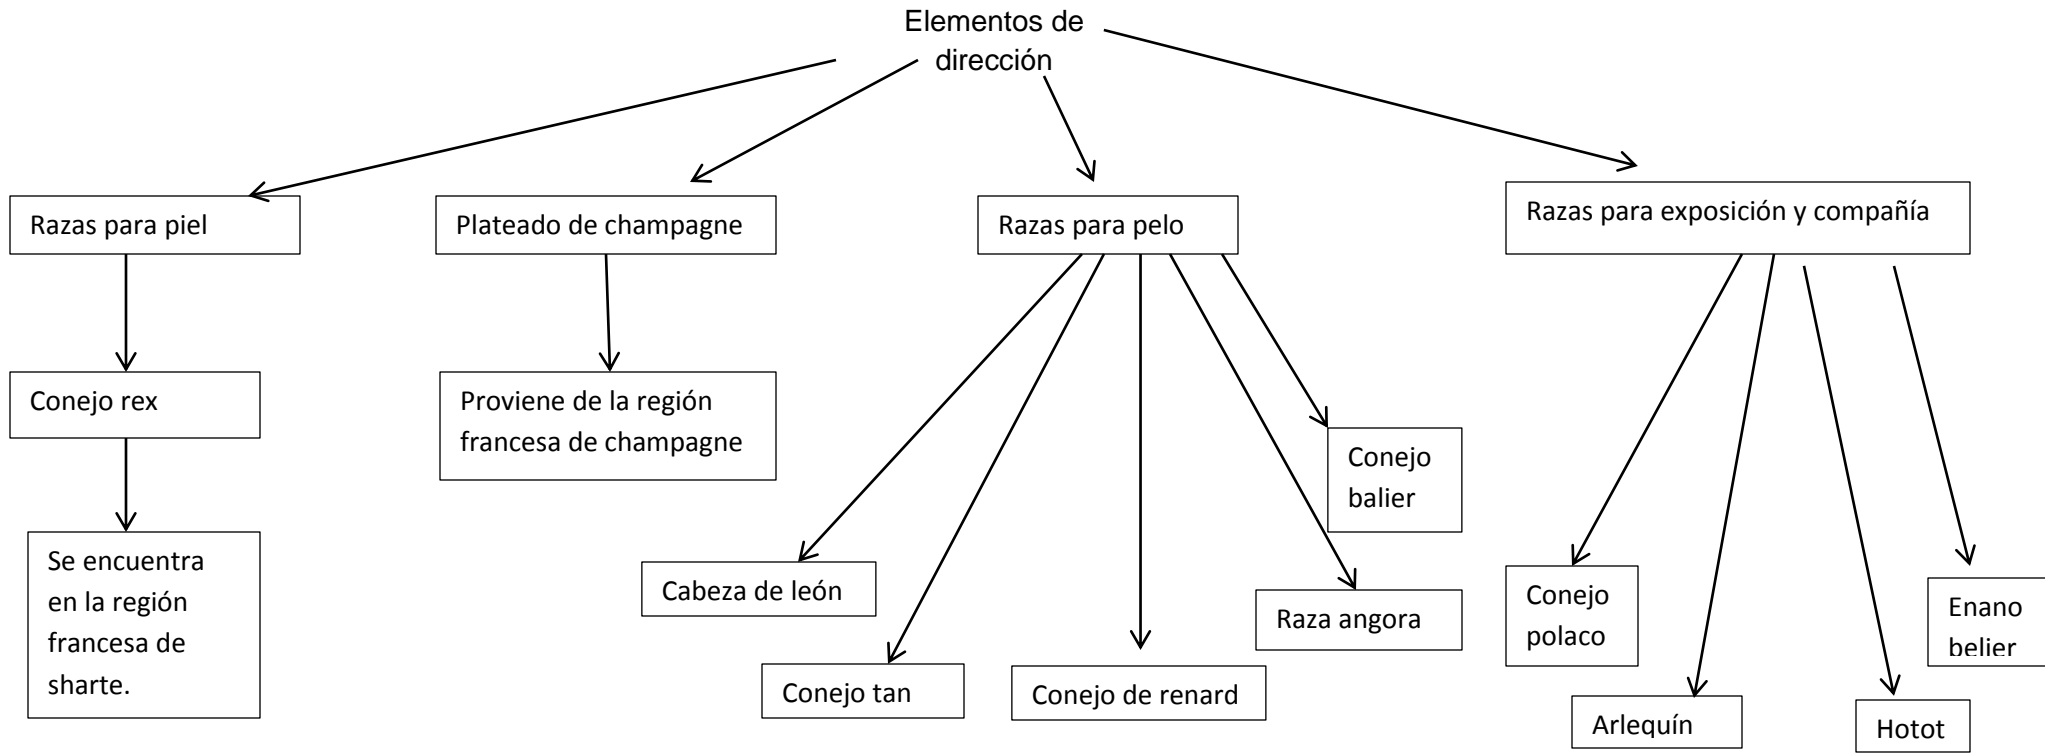 Elementos de
dirección
Razas para piel
Plateado de champagne
Razas para pelo
Razas para exposición y compañía
Conejo rex
Proviene de la región
francesa de champagne
Conejo
balier
Se encuentra
en la región
francesa de
sharte.
Cabeza de león
Raza angora
Conejo
polaco
Enano
belier
Conejo tan
Conejo de renard
Arlequín
Hotot